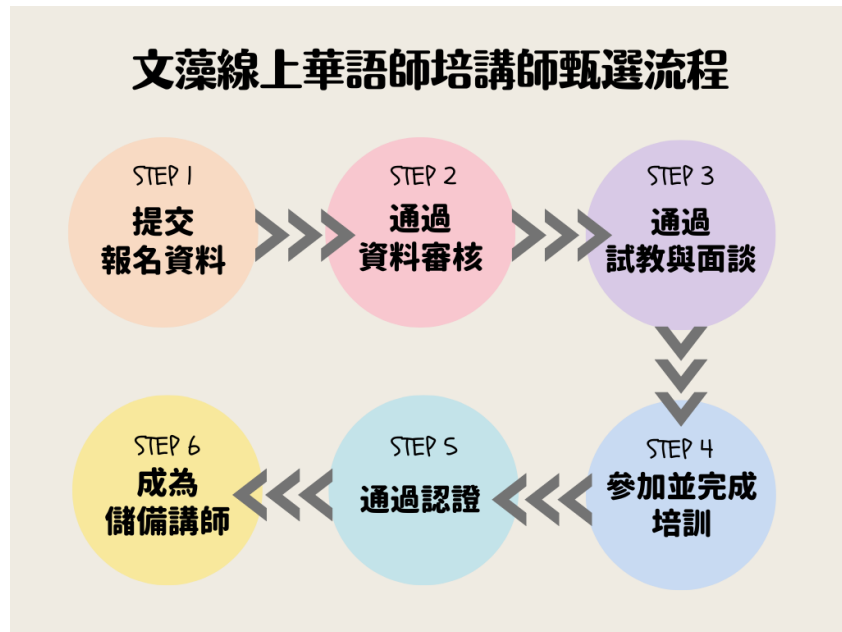 文藻線上華語師培講師甄選流程
STEP 1
提交
報名資料
STEP 2
通過
資料審核
STEP 3
通過
試教與面談
STEP 4
參加並完成
培訓
STEP 5
通過認證
STEP 6
成為
儲備講師